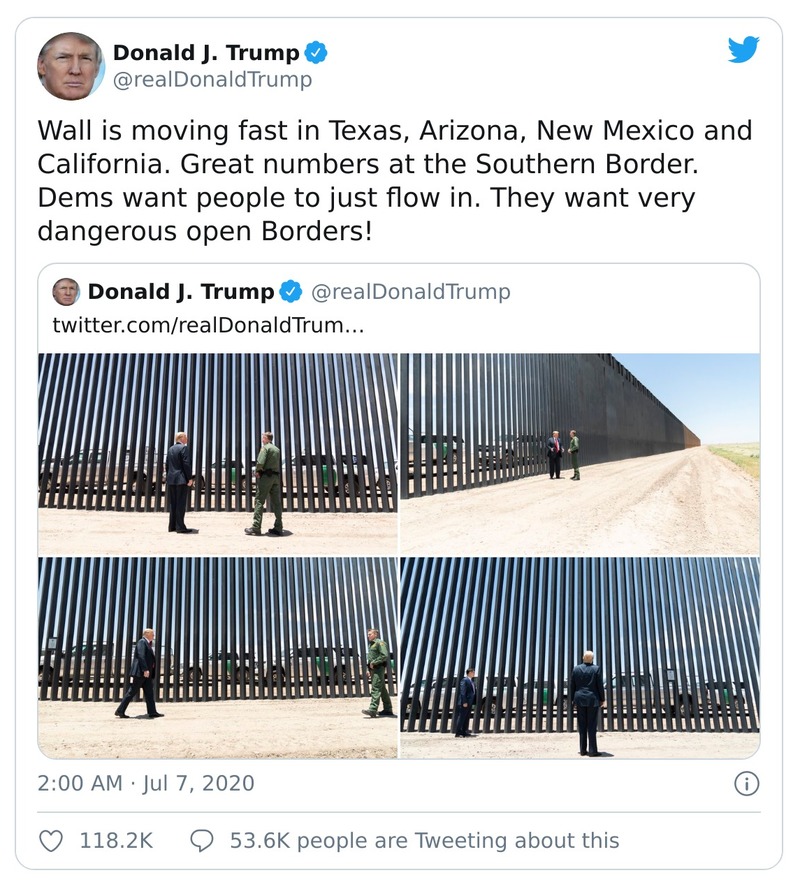 Donald J. Trump
@realDonaldTrump
Wall is moving fast in Texas, Arizona, New Mexico and
California. Great numbers at the Southern Border.
Dems want people to just flow in. They want very
dangerous open Borders!
Donald J. Trump @realDonaldTrump
twitter.com/realDonaldTrum…
2:00 AM · Jul 7, 2020
118.2K 53.6K people are Tweeting about this